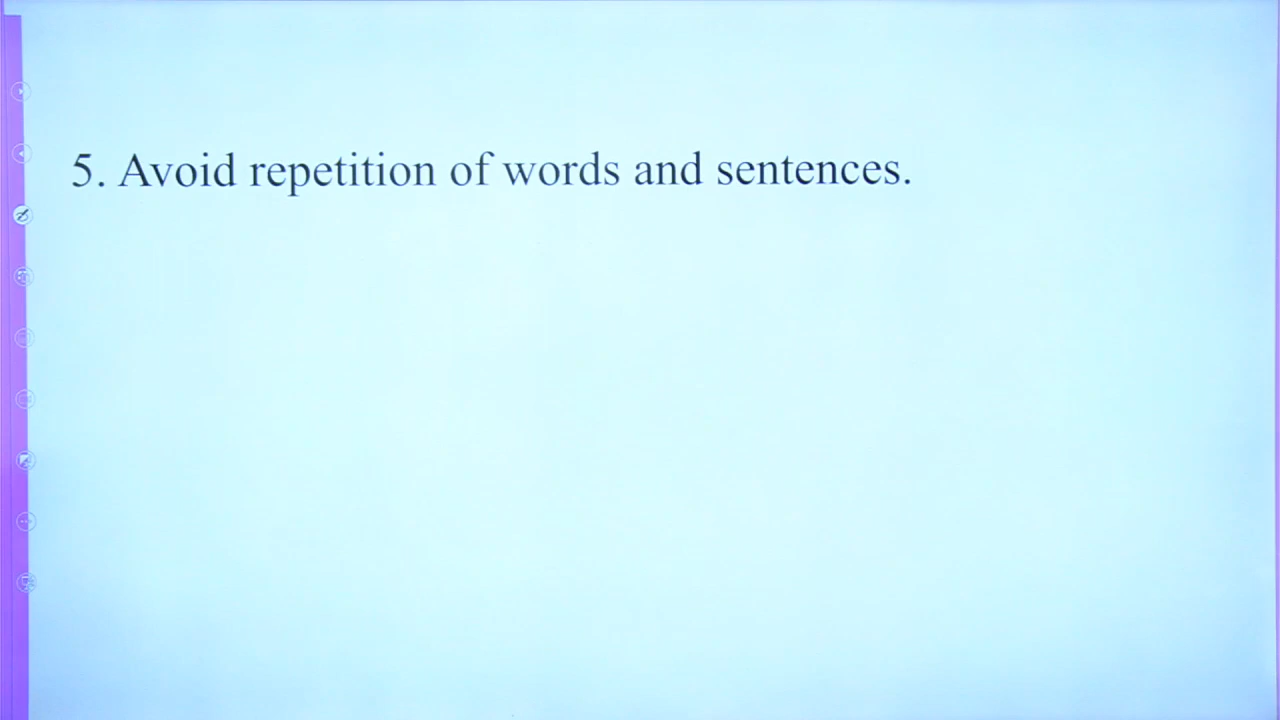 5. Avoid repetition of words and sentences.